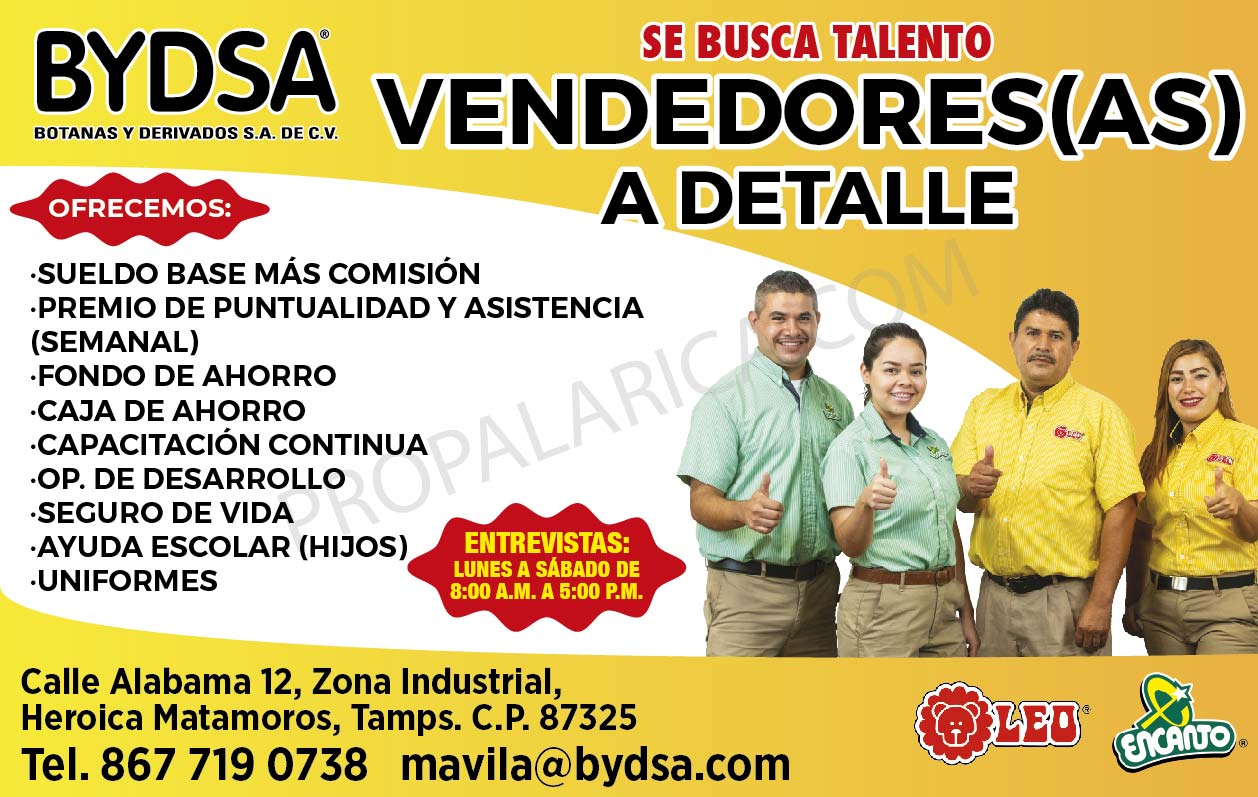 BYDSA®
BOTANAS Y DERIVADOS S.A. DE C.V.
SE BUSCA TALENTO
VENDEDORES(AS)
A DETALLE
OFRECEMOS:
·SUELDO BASE MÁS COMISIÓN
·PREMIO DE PUNTUALIDAD Y ASISTENCIA
(SEMANAL)
·FONDO DE AHORRO
·CAJA DE AHORRO
·CAPACITACIÓN CONTINUA
·OP. DE DESARROLLO
·SEGURO DE VIDA
·AYUDA ESCOLAR (HIJOS)
·UNIFORMES
ENTREVISTAS:
LUNES A SÁBADO DE
8:00 A.M. A 5:00 P.M.
PROPALARICA.COM
LEO
Calle Alabama 12, Zona Industrial,
Heroica Matamoros, Tamps. C.P. 87325
Tel. 867 719 0738 mavila@bydsa.com
LEO®
ENCANTO®